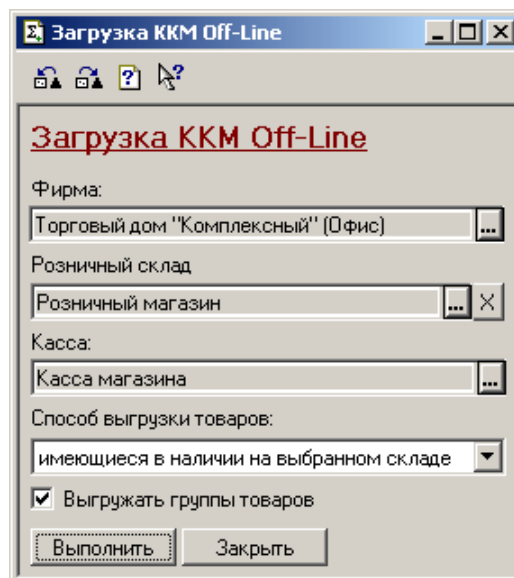 Загрузка ККМ Off-Line
Загрузка ККМ Off-Line
Фирма:
Торговый дом "Комплексный" (Офис)
...
Розничный склад
Розничный магазин
... X
Касса:
Касса магазина
...
Способ выгрузки товаров:
имеющиеся в наличии на выбранном складе
Выгружать группы товаров
Выполнить Закрыть